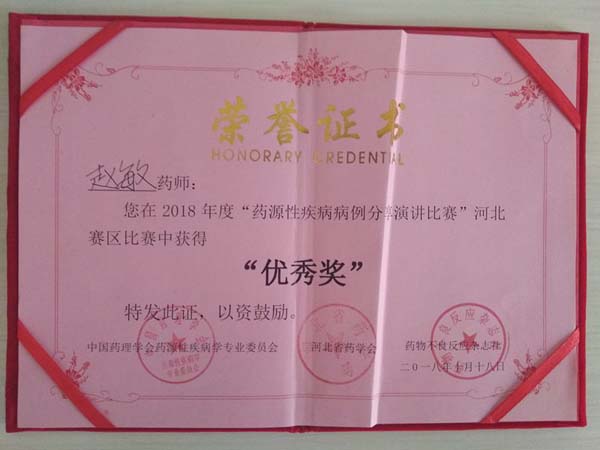 荣誉证书
HONORARY CREDENTIAL
赵敏药师：
您在2018年度“药源性疾病病例分享演讲比赛”河北
赛区比赛中获得
“优秀奖”
特发此证，以资鼓励。
中国药理学会药源性疾病学专业委员会 河北省药学会 药物不良反应杂志社
二〇一八年十月十八日